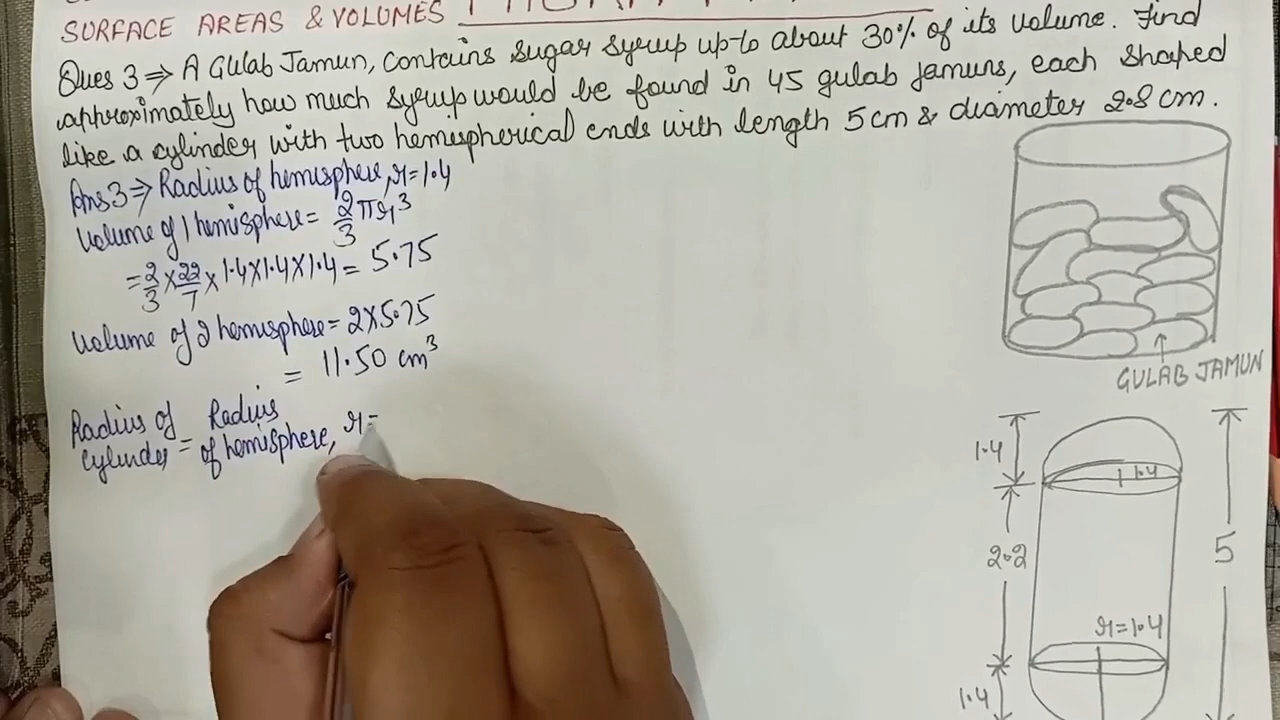 SURFACE AREAS & VOLUMES
Ques 3 ⇒ A Gulab Jamun, contains sugar syrup up-to about 30% of its volume. Find
approximately how much syrup would be found in 45 gulab jamuns, each shaped
like a cylinder with two hemispherical ends with length 5 cm & diameter 2.8 cm.
Ans 3 ⇒ Radius of hemisphere, r = 1.4
Volume of 1 hemisphere = 2/3 πr³
= 2/3 × 22/7 × 1.4 × 1.4 × 1.4 = 5.75
Volume of 2 hemisphere = 2 × 5.75
= 11.50 cm³
Radius of cylinder = Radius of hemisphere, r =
GULAB JAMUN
1.4
1.4
2.2
5
r = 1.4
1.4